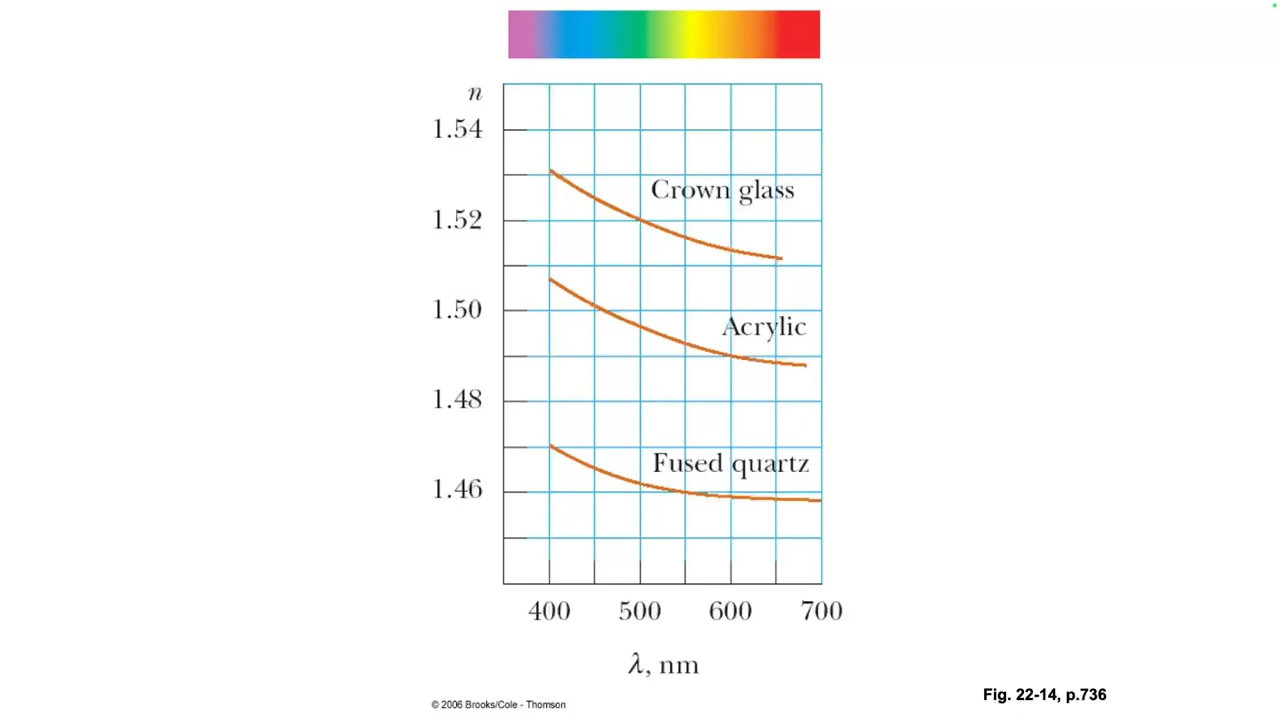 n
1.54
Crown glass
1.52
1.50
Acrylic
1.48
Fused quartz
1.46
400 500 600 700
λ, nm
Fig. 22-14, p.736
© 2006 Brooks/Cole - Thomson